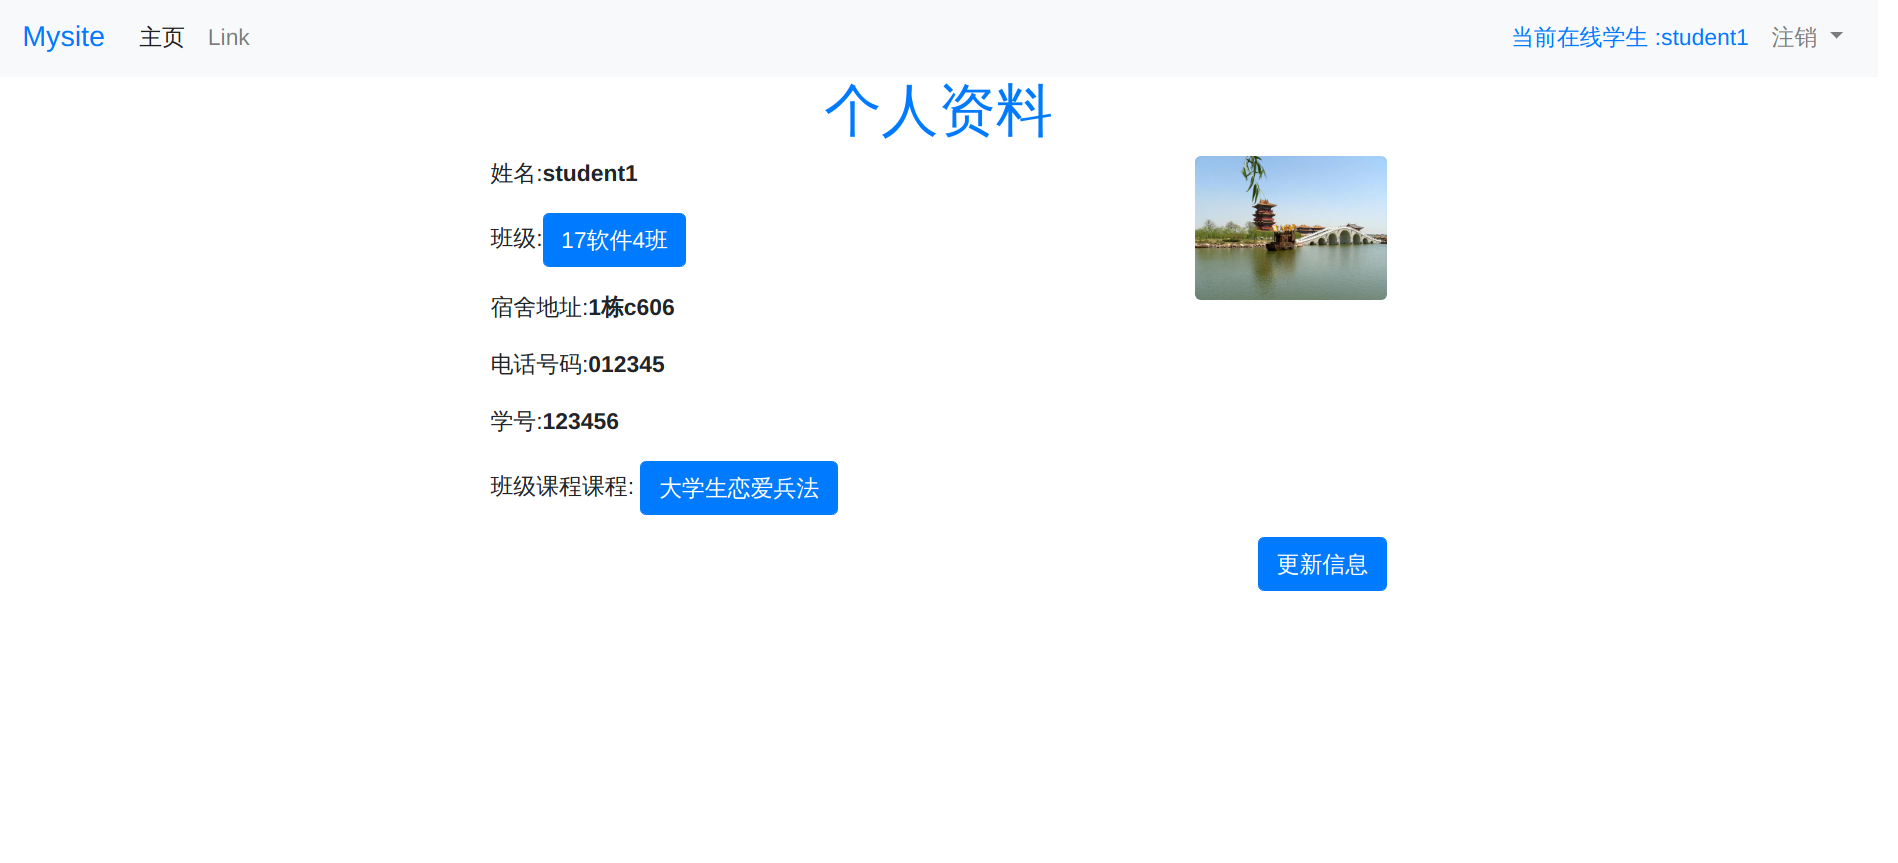 Mysite 主页 Link 当前在线学生 :student1 注销
个人资料
姓名:student1
班级:17软件4班
宿舍地址:1栋c606
电话号码:012345
学号:123456
班级课程课程: 大学生恋爱兵法
更新信息